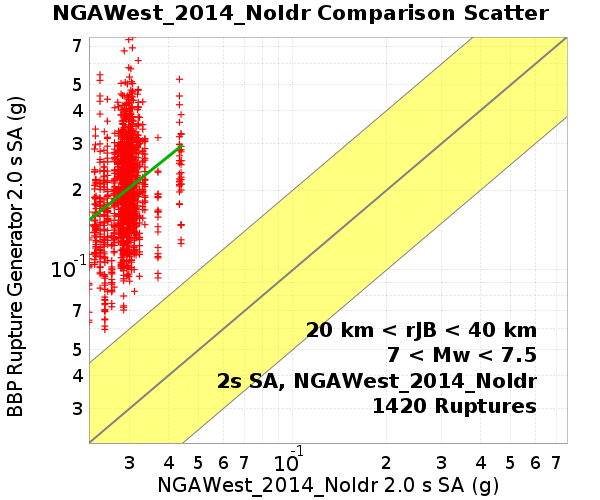 NGAWest_2014_NoIdr Comparison Scatter
BBP Rupture Generator 2.0 s SA (g)
7
5
4
3
2
10-1
7
5
4
3
20 km < rJB < 40 km
7 < Mw < 7.5
2s SA, NGAWest_2014_NoIdr
1420 Ruptures
3 4 5 6 7 10-1 2 3 4 5 6 7
NGAWest_2014_NoIdr 2.0 s SA (g)